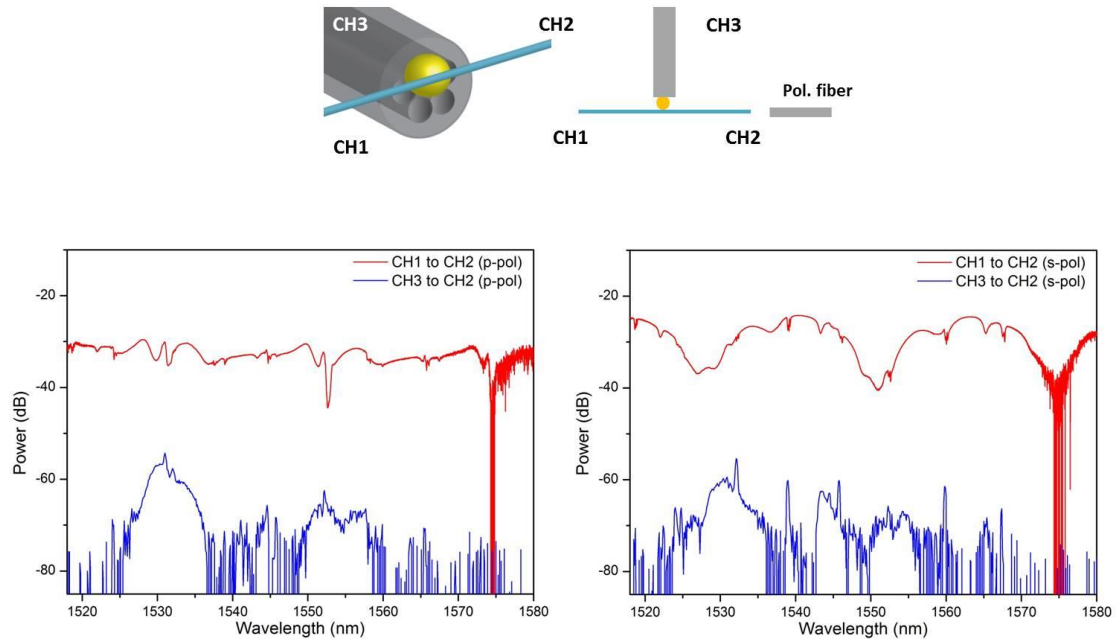 CH3
CH2
CH1
CH3
Pol. fiber
CH1
CH2
CH1 to CH2 (p-pol)
CH3 to CH2 (p-pol)
-20
-40
-60
-80
Power (dB)
1520 1530 1540 1550 1560 1570 1580
Wavelength (nm)
CH1 to CH2 (s-pol)
CH3 to CH2 (s-pol)
-20
-40
-60
-80
Power (dB)
1520 1530 1540 1550 1560 1570 1580
Wavelength (nm)